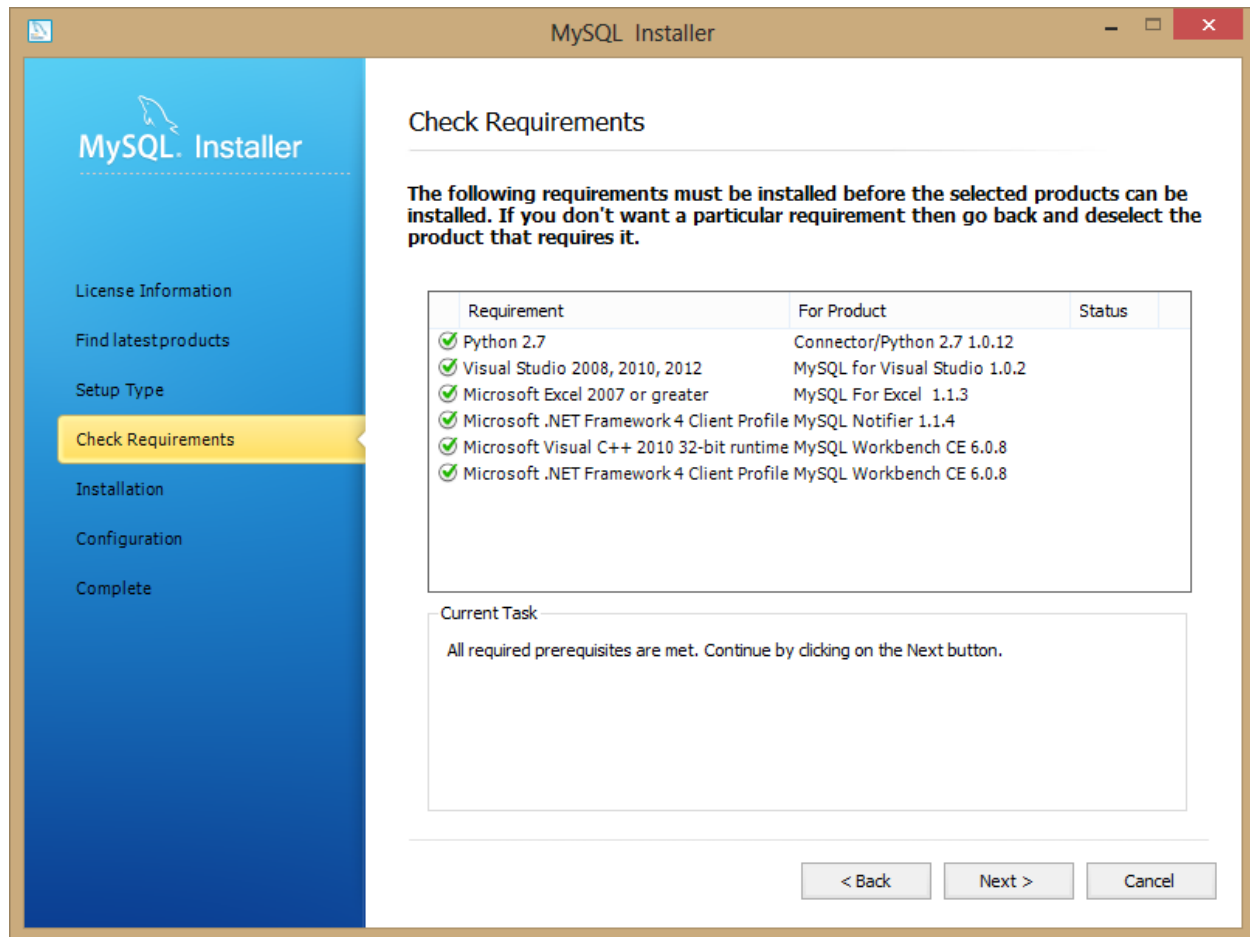 MySQL Installer
MySQL. Installer
License Information
Find latest products
Setup Type
Check Requirements
Installation
Configuration
Complete
Check Requirements
The following requirements must be installed before the selected products can be
installed. If you don't want a particular requirement then go back and deselect the
product that requires it.
Requirement For Product Status
Python 2.7 Connector/Python 2.7 1.0.12
Visual Studio 2008, 2010, 2012 MySQL for Visual Studio 1.0.2
Microsoft Excel 2007 or greater MySQL For Excel 1.1.3
Microsoft .NET Framework 4 Client Profile MySQL Notifier 1.1.4
Microsoft Visual C++ 2010 32-bit runtime MySQL Workbench CE 6.0.8
Microsoft .NET Framework 4 Client Profile MySQL Workbench CE 6.0.8
Current Task
All required prerequisites are met. Continue by clicking on the Next button.
< Back Next > Cancel